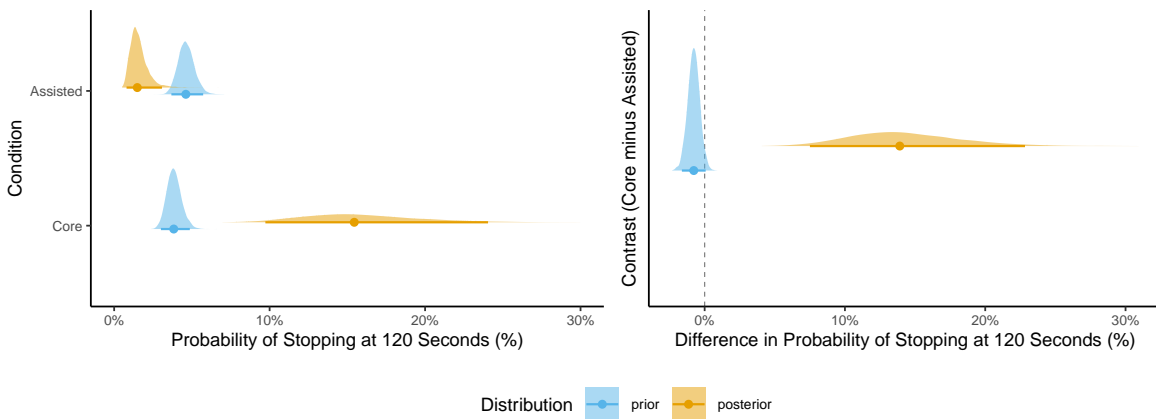 Condition
Assisted
Core
0%
10%
20%
30%
Probability of Stopping at 120 Seconds (%)
Contrast (Core minus Assisted)
0%
10%
20%
30%
Difference in Probability of Stopping at 120 Seconds (%)
Distribution prior posterior